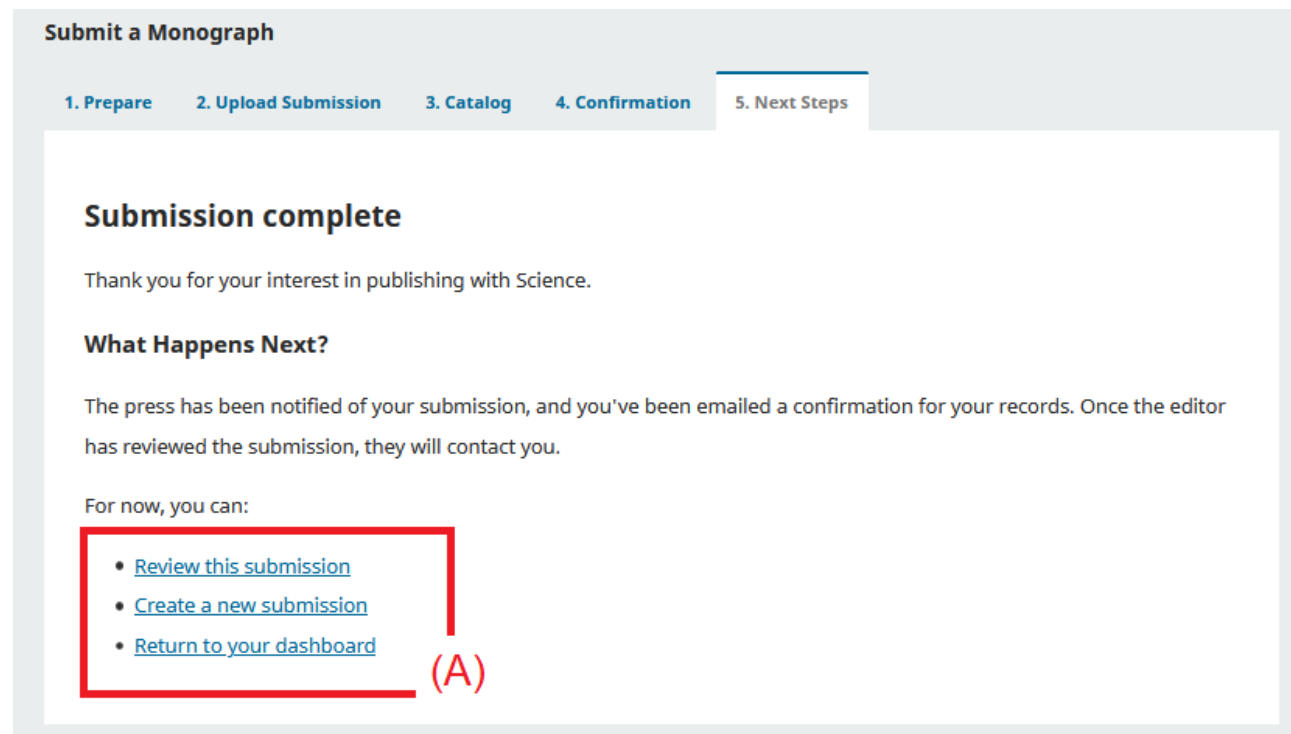 Submit a Monograph
1. Prepare 2. Upload Submission 3. Catalog 4. Confirmation 5. Next Steps
Submission complete
Thank you for your interest in publishing with Science.
What Happens Next?
The press has been notified of your submission, and you've been emailed a confirmation for your records. Once the editor
has reviewed the submission, they will contact you.
For now, you can:
• Review this submission
• Create a new submission
• Return to your dashboard
(A)